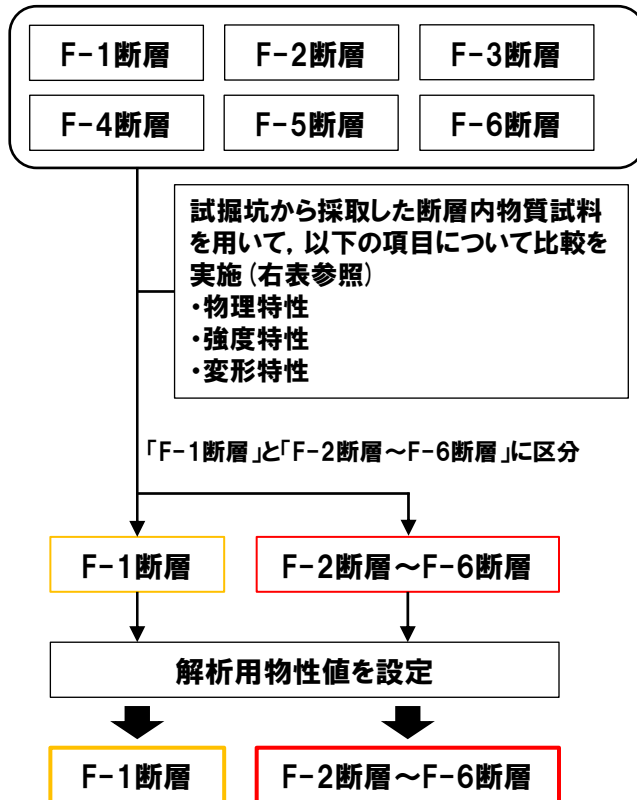 F-1断層 F-2断層 F-3断層
F-4断層 F-5断層 F-6断層
試掘坑から採取した断層内物質試料
を用いて，以下の項目について比較を
実施（右表参照）
・物理特性
・強度特性
・変形特性
「F-1断層」と「F-2断層～F-6断層」に区分
F-1断層 F-2断層～F-6断層
解析用物性値を設定
F-1断層 F-2断層～F-6断層